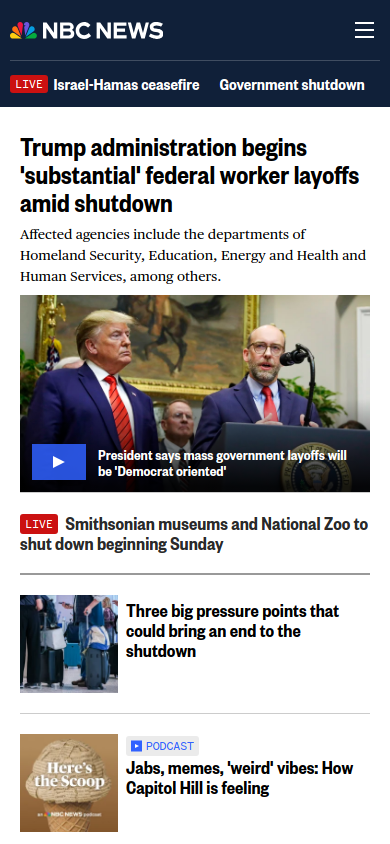 NBC NEWS
LIVE Israel-Hamas ceasefire Government shutdown
Trump administration begins
'substantial' federal worker layoffs
amid shutdown
Affected agencies include the departments of
Homeland Security, Education, Energy and Health and
Human Services, among others.
President says mass government layoffs will
be 'Democrat oriented'
LIVE Smithsonian museums and National Zoo to
shut down beginning Sunday
Three big pressure points that
could bring an end to the
shutdown
Here's
the Scoop
an NBC NEWS podcast
PODCAST
Jabs, memes, 'weird' vibes: How
Capitol Hill is feeling